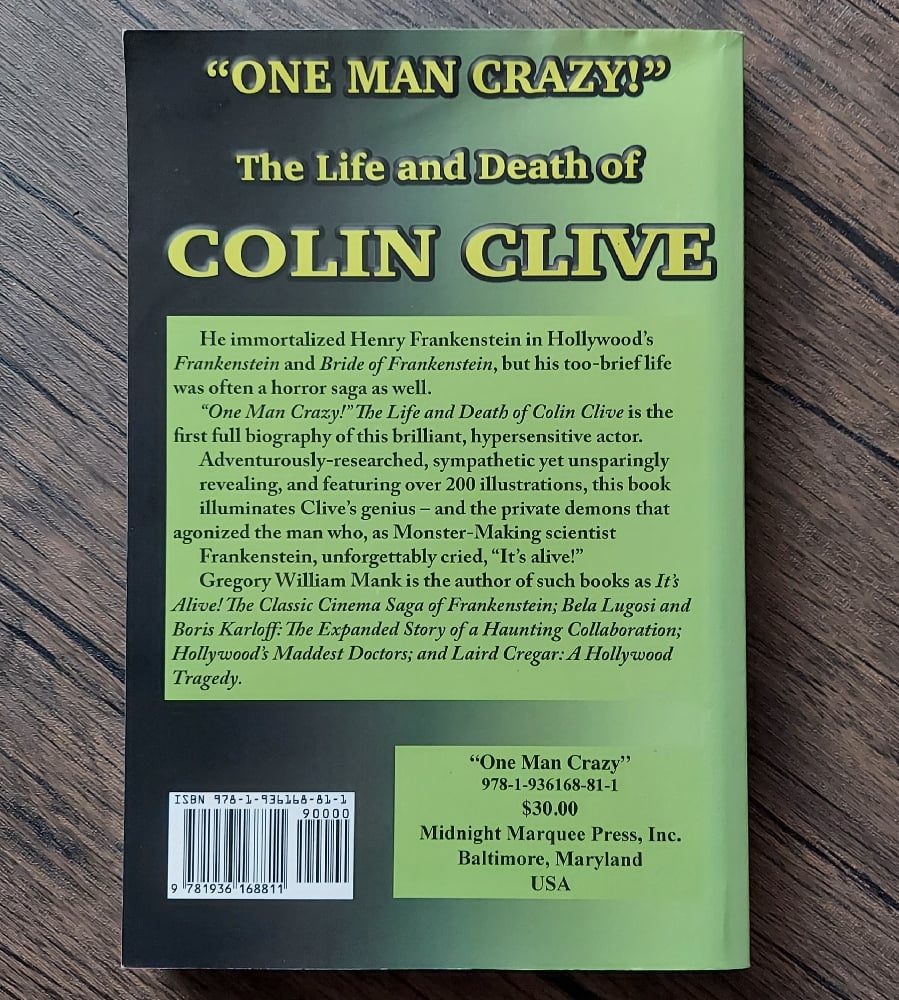 “ONE MAN CRAZY!”
The Life and Death of
COLIN CLIVE
He immortalized Henry Frankenstein in Hollywood’s
Frankenstein and Bride of Frankenstein, but his too-brief life
was often a horror saga as well.
“One Man Crazy!” The Life and Death of Colin Clive is the
first full biography of this brilliant, hypersensitive actor.
Adventurously-researched, sympathetic yet unsparingly
revealing, and featuring over 200 illustrations, this book
illuminates Clive’s genius – and the private demons that
agonized the man who, as Monster-Making scientist
Frankenstein, unforgettably cried, “It’s alive!”
Gregory William Mank is the author of such books as It’s
Alive! The Classic Cinema Saga of Frankenstein; Bela Lugosi and
Boris Karloff: The Expanded Story of a Haunting Collaboration;
Hollywood’s Maddest Doctors; and Laird Cregar: A Hollywood
Tragedy.
“One Man Crazy”
978-1-936168-81-1
$30.00
Midnight Marquee Press, Inc.
Baltimore, Maryland
USA
ISBN 978-1-936168-81-1
90000
9 781936 168811